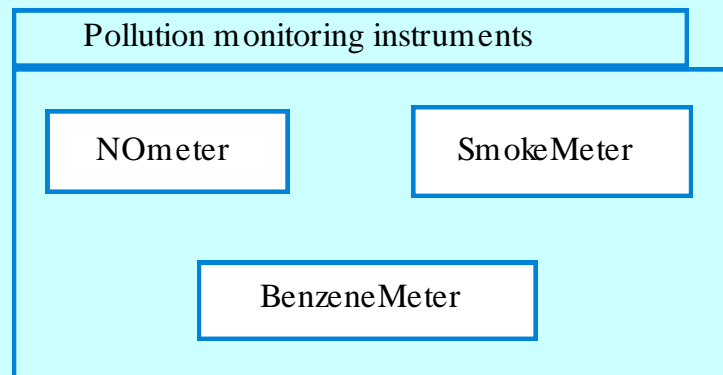 Pollution monitoring instruments
NOmeter
SmokeMeter
BenzeneMeter